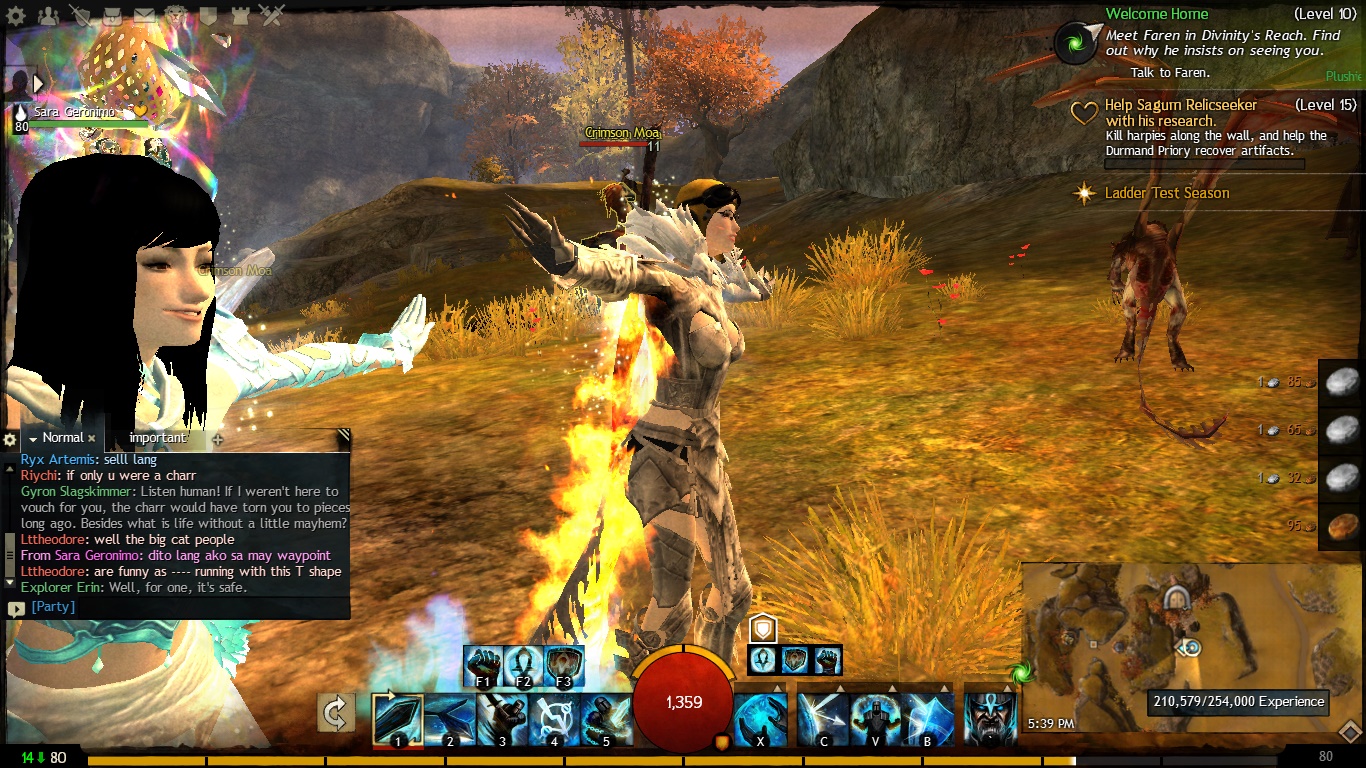 Welcome Home (Level 10)
Meet Faren in Divinity's Reach. Find
out why he insists on seeing you.
Talk to Faren.
Plushie
Help Sagum Relicseeker (Level 15)
with his research.
Kill harpies along the wall, and help the
Durmand Priory recover artifacts.
Ladder Test Season
Sara Geronimo
80
Crimson Moa
11
Crimson Moa
1 85
1 65
1 32
95
Normal × important +
Ryx Artemis: selll lang
Riychi: if only u were a charr
Gyron Slagskimmer: Listen human! If I weren't here to
vouch for you, the charr would have torn you to pieces
long ago. Besides what is life without a little mayhem?
Lttheodore: well the big cat people
From Sara Geronimo: dito lang ako sa may waypoint
Lttheodore: are funny as ---- running with this T shape
Explorer Erin: Well, for one, it's safe.
[Party]
F1 F2 F3
1,359
1 2 3 4 5 X C V B `
210,579/254,000 Experience
5:39 PM
14 80
80